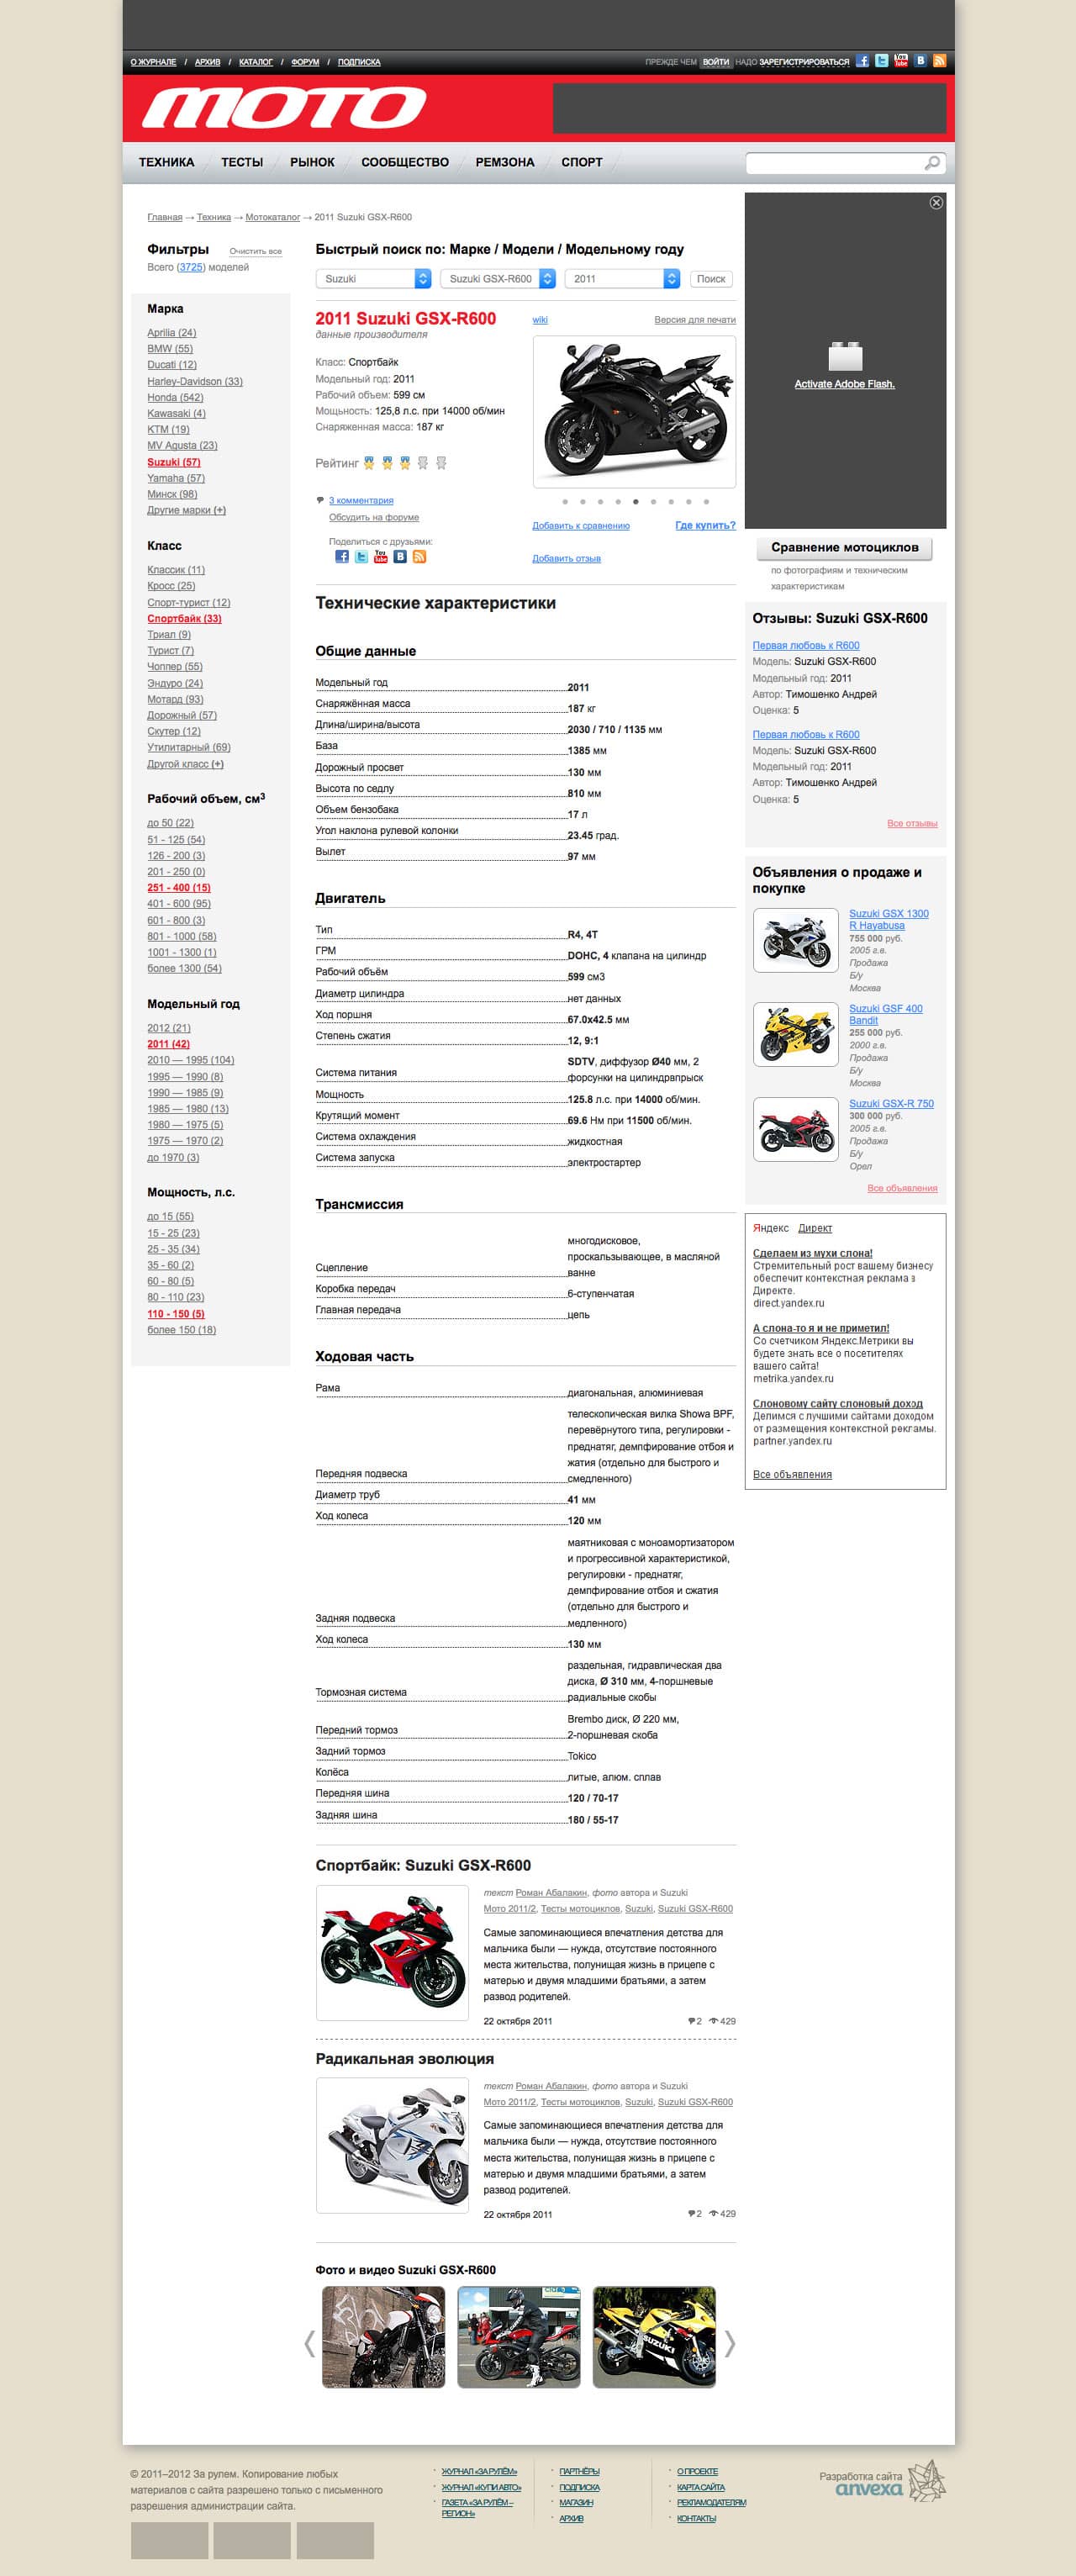 О ЖУРНАЛЕ / АРХИВ / КАТАЛОГ / ФОРУМ / ПОДПИСКА
ПРЕЖДЕ ЧЕМ ВОЙТИ НАДО ЗАРЕГИСТРИРОВАТЬСЯ
МОТО
ТЕХНИКА ТЕСТЫ РЫНОК СООБЩЕСТВО РЕМЗОНА СПОРТ
Главная → Техника → Мотокаталог → 2011 Suzuki GSX-R600
Фильтры Очистить все
Всего (3725) моделей
Марка
Aprilia (24)
BMW (55)
Ducati (12)
Harley-Davidson (33)
Honda (542)
Kawasaki (4)
KTM (19)
MV Agusta (23)
Suzuki (57)
Yamaha (57)
Минск (98)
Другие марки (+)
Класс
Классик (11)
Кросс (25)
Спорт-турист (12)
Спортбайк (33)
Триал (9)
Турист (7)
Чоппер (55)
Эндуро (24)
Мотард (93)
Дорожный (57)
Скутер (12)
Утилитарный (69)
Другой класс (+)
Рабочий объем, см3
до 50 (22)
51 - 125 (54)
126 - 200 (3)
201 - 250 (0)
251 - 400 (15)
401 - 600 (95)
601 - 800 (3)
801 - 1000 (58)
1001 - 1300 (1)
более 1300 (54)
Модельный год
2012 (21)
2011 (42)
2010 — 1995 (104)
1995 — 1990 (8)
1990 — 1985 (9)
1985 — 1980 (13)
1980 — 1975 (5)
1975 — 1970 (2)
до 1970 (3)
Мощность, л.с.
до 15 (55)
15 - 25 (23)
25 - 35 (34)
35 - 60 (2)
60 - 80 (5)
80 - 110 (23)
110 - 150 (5)
более 150 (18)
Быстрый поиск по: Марке / Модели / Модельному году
Suzuki Suzuki GSX-R600 2011 Поиск
2011 Suzuki GSX-R600
данные производителя
wiki Версия для печати
Класс: Спортбайк
Модельный год: 2011
Рабочий объем: 599 см
Мощьность: 125,8 л.с. при 14000 об/мин
Снаряженная масса: 187 кг
Рейтинг
3 комментария
Обсудить на форуме
Поделиться с друзьями:
Добавить к сравнению Где купить?
Добавить отзыв
Технические характеристики
Общие данные
Модельный год 2011
Снаряжённая масса 187 кг
Длина/ширина/высота 2030 / 710 / 1135 мм
База 1385 мм
Дорожный просвет 130 мм
Высота по седлу 810 мм
Объем бензобака 17 л
Угол наклона рулевой колонки 23.45 град.
Вылет 97 мм
Двигатель
Тип R4, 4T
ГРМ DOHC, 4 клапана на цилиндр
Рабочий объём 599 см3
Диаметр цилиндра нет данных
Ход поршня 67.0x42.5 мм
Степень сжатия 12, 9:1
Система питания SDTV, диффузор Ø40 мм, 2
форсунки на цилиндрвпрыск
Мощность 125.8 л.с. при 14000 об/мин.
Крутящий момент 69.6 Нм при 11500 об/мин.
Система охлаждения жидкостная
Система запуска электростартер
Трансмиссия
Сцепление многодисковое,
проскальзывающее, в масляной
ванне
Коробка передач 6-ступенчатая
Главная передача цепь
Ходовая часть
Рама диагональная, алюминиевая
Передняя подвеска телескопическая вилка Showa BPF,
перевёрнутого типа, регулировки -
преднатяг, демпфирование отбоя и
жатия (отдельно для быстрого и
смедленного)
Диаметр труб 41 мм
Ход колеса 120 мм
Задняя подвеска маятниковая с моноамортизатором
и прогрессивной характеристикой,
регулировки - преднатяг,
демпфирование отбоя и сжатия
(отдельно для быстрого и
медленного)
Ход колеса 130 мм
Тормозная система раздельная, гидравлическая два
диска, Ø 310 мм, 4-поршневые
радиальные скобы
Передний тормоз Brembo диск, Ø 220 мм,
2-поршневая скоба
Задний тормоз Tokico
Колёса литые, алюм. сплав
Передняя шина 120 / 70-17
Задняя шина 180 / 55-17
Спортбайк: Suzuki GSX-R600
текст Роман Абалакин, фото автора и Suzuki
Мото 2011/2, Тесты мотоциклов, Suzuki, Suzuki GSX-R600
Самые запоминающиеся впечатления детства для
мальчика были — нужда, отсутствие постоянного
места жительства, полунищая жизнь в прицепе с
матерью и двумя младшими братьями, а затем
развод родителей.
22 октября 2011 2 429
Радикальная эволюция
текст Роман Абалакин, фото автора и Suzuki
Мото 2011/2, Тесты мотоциклов, Suzuki, Suzuki GSX-R600
Самые запоминающиеся впечатления детства для
мальчика были — нужда, отсутствие постоянного
места жительства, полунищая жизнь в прицепе с
матерью и двумя младшими братьями, а затем
развод родителей.
22 октября 2011 2 429
Фото и видео Suzuki GSX-R600
SUZUKI
Activate Adobe Flash.
Сравнение мотоциклов
по фотографиям и техническим
характеристикам
Отзывы: Suzuki GSX-R600
Первая любовь к R600
Модель: Suzuki GSX-R600
Модельный год: 2011
Автор: Тимошенко Андрей
Оценка: 5
Первая любовь к R600
Модель: Suzuki GSX-R600
Модельный год: 2011
Автор: Тимошенко Андрей
Оценка: 5
Все отзывы
Объявления о продаже и
покупке
Suzuki GSX 1300
R Hayabusa
755 000 руб.
2005 г.в.
Продажа
Б/у
Москва
Suzuki GSF 400
Bandit
255 000 руб.
2000 г.в.
Продажа
Б/у
Москва
Suzuki GSX-R 750
300 000 руб.
2005 г.в.
Продажа
Б/у
Орел
Все объявления
Яндекс Директ
Сделаем из мухи слона!
Стремительный рост вашему бизнесу
обеспечит контекстная реклама в
Директе.
direct.yandex.ru
А слона-то я и не приметил!
Со счетчиком Яндекс.Метрики вы
будете знать все о посетителях
вашего сайта!
metrika.yandex.ru
Слоновому сайту слоновый доход
Делимся с лучшими сайтами доходом
от размещения контекстной рекламы.
partner.yandex.ru
Все объявления
© 2011–2012 За рулем. Копирование любых
материалов с сайта разрешено только с письменного
разрешения администрации сайта.
ЖУРНАЛ «ЗА РУЛЁМ»
ЖУРНАЛ «КУПИ АВТО»
ГАЗЕТА «ЗА РУЛЁМ –
РЕГИОН»
ПАРТНЁРЫ
ПОДПИСКА
МАГАЗИН
АРХИВ
О ПРОЕКТЕ
КАРТА САЙТА
РЕКЛАМОДАТЕЛЯМ
КОНТАКТЫ
Разработка сайта
anvexa